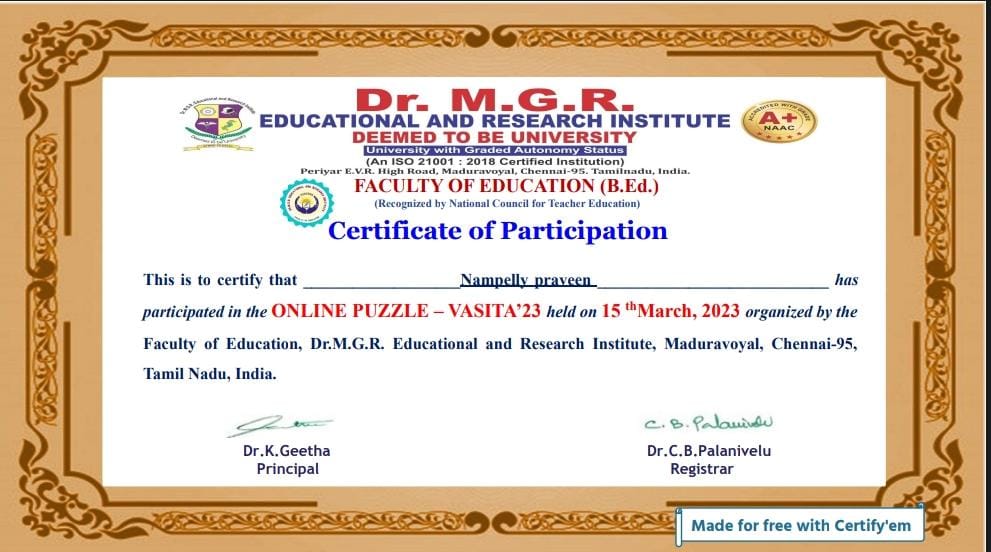 Dr. M.G.R.
EDUCATIONAL AND RESEARCH INSTITUTE
DEEMED TO BE UNIVERSITY
University with Graded Autonomy Status
(An ISO 21001 : 2018 Certified Institution)
Periyar E.V.R. High Road, Maduravoyal, Chennai-95. Tamilnadu, India.
ACCREDITED WITH GRADE
A+
NAAC
FACULTY OF EDUCATION (B.Ed.)
(Recognized by National Council for Teacher Education)
Certificate of Participation
This is to certify that ____________________Nampelly praveen____________________________ has
participated in the ONLINE PUZZLE – VASITA’23 held on 15 thMarch, 2023 organized by the
Faculty of Education, Dr.M.G.R. Educational and Research Institute, Maduravoyal, Chennai-95,
Tamil Nadu, India.
C. B. Palanivelu
Dr.K.Geetha
Principal
Dr.C.B.Palanivelu
Registrar
Made for free with Certify'em